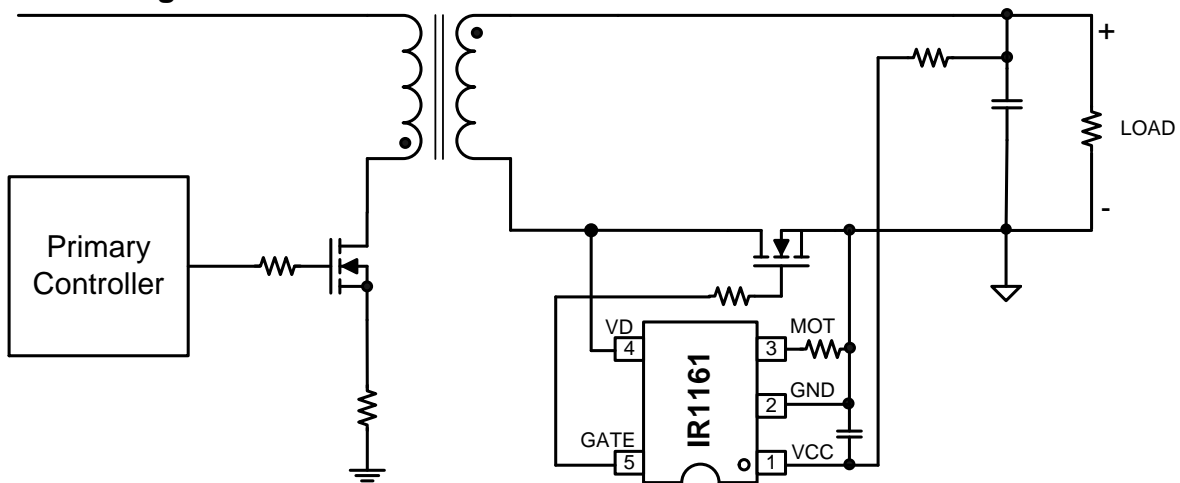 +
LOAD
-
Primary
Controller
VD
MOT
4
3
IR1161
GND
2
GATE
VCC
5
1